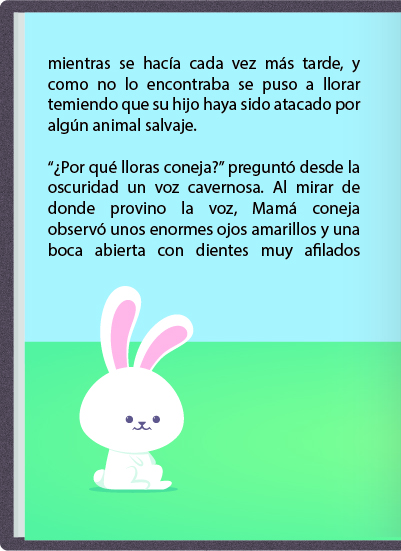 mientras se hacía cada vez más tarde, y
como no lo encontraba se puso a llorar
temiendo que su hijo haya sido atacado por
algún animal salvaje.
“¿Por qué lloras coneja?” preguntó desde la
oscuridad un voz cavernosa. Al mirar de
donde provino la voz, Mamá coneja
observó unos enormes ojos amarillos y una
boca abierta con dientes muy afilados